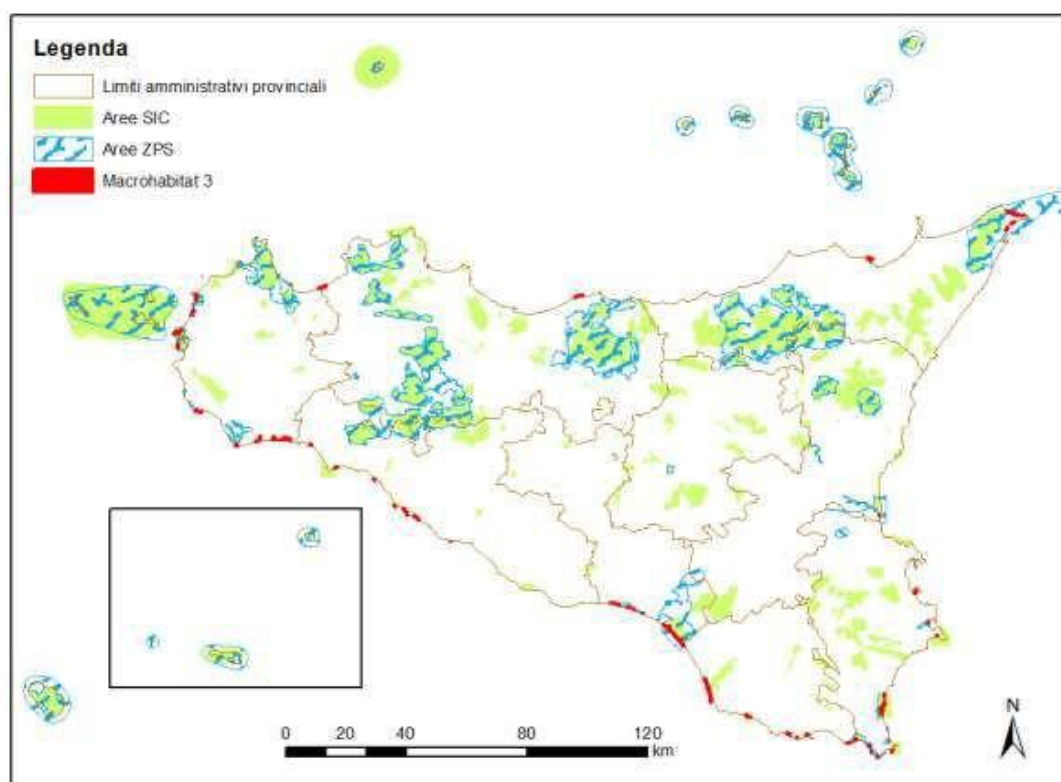 Legenda
Limiti amministrativi provinciali
Aree SIC
Aree ZPS
Macrohabitat 3
N
0 20 40 80 120
km